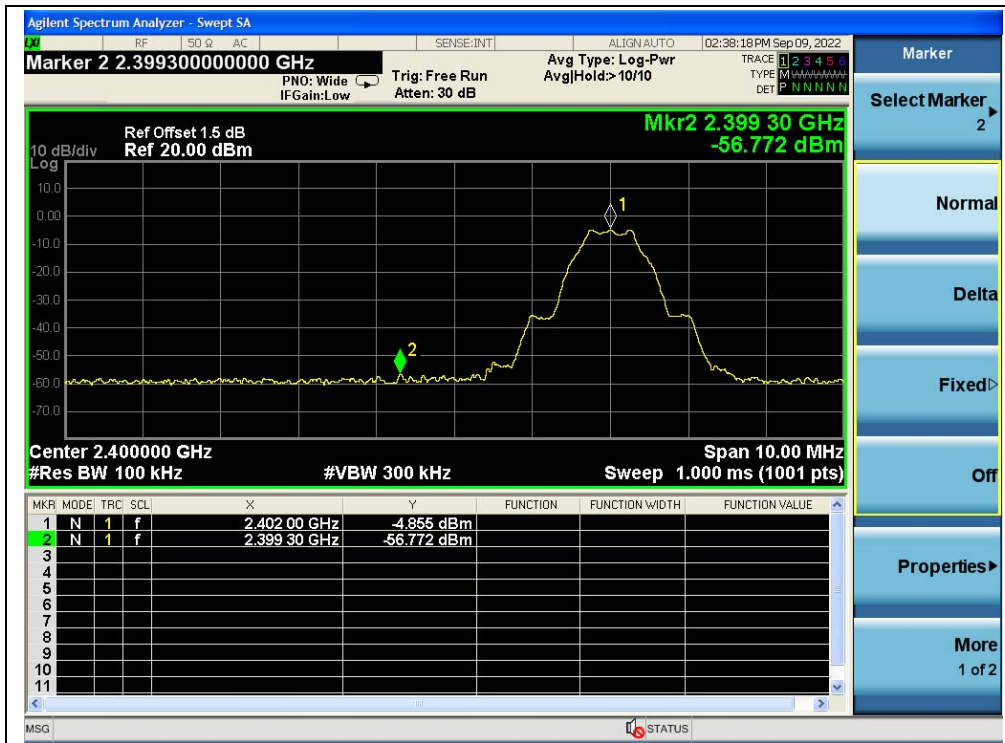 Agilent Spectrum Analyzer - Swept SA
LXI RF 50 Ω AC SENSE:INT ALIGNAUTO 02:38:18 PM Sep 09, 2022
Marker 2 2.399300000000 GHz
PNO: Wide
IFGain:Low
Trig: Free Run
Atten: 30 dB
Avg Type: Log-Pwr
Avg|Hold:>10/10
TRACE 1 2 3 4 5 6
TYPE M
DET P N N N N N
Marker
Select Marker
2
Normal
Delta
Fixed
Off
Properties
More
1 of 2
Mkr2 2.399 30 GHz
-56.772 dBm
Ref Offset 1.5 dB
Ref 20.00 dBm
10 dB/div
Log
10.0
0.00
-10.0
-20.0
-30.0
-40.0
-50.0
-60.0
-70.0
1
2
Center 2.400000 GHz Span 10.00 MHz
#Res BW 100 kHz #VBW 300 kHz Sweep 1.000 ms (1001 pts)
MKR MODE TRC SCL X Y FUNCTION FUNCTION WIDTH FUNCTION VALUE
1 N 1 f 2.402 00 GHz -4.855 dBm
2 N 1 f 2.399 30 GHz -56.772 dBm
3
4
5
6
7
8
9
10
11
MSG STATUS